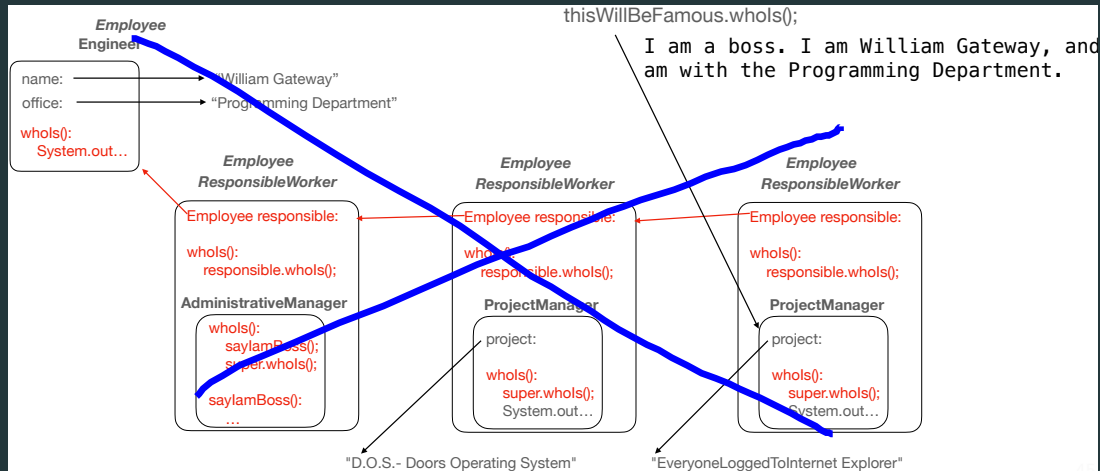 thisWillBeFamous.whoIs();
I am a boss. I am William Gateway, and
am with the Programming Department.
Employee
Engineer
name:
"William Gateway"
office:
"Programming Department"
whoIs():
System.out…
Employee
ResponsibleWorker
Employee responsible:
whoIs():
responsible.whoIs();
AdministrativeManager
whoIs():
sayIamBoss();
super.whoIs();
sayIamBoss():
…
Employee
ResponsibleWorker
Employee responsible:
whoIs():
responsible.whoIs();
ProjectManager
project:
whoIs():
super.whoIs();
System.out…
"D.O.S.- Doors Operating System"
Employee
ResponsibleWorker
Employee responsible:
whoIs():
responsible.whoIs();
ProjectManager
project:
whoIs():
super.whoIs();
System.out…
"EveryoneLoggedToInternet Explorer"